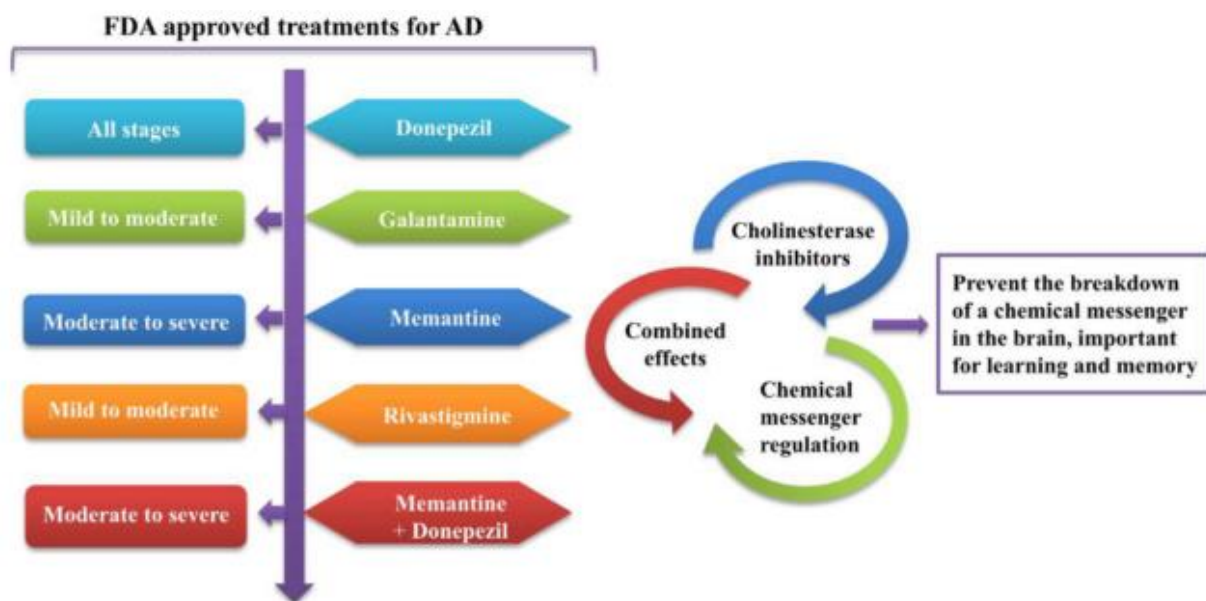 FDA approved treatments for AD
All stages
Donepezil
Mild to moderate
Galantamine
Moderate to severe
Memantine
Mild to moderate
Rivastigmine
Moderate to severe
Memantine
+ Donepezil
Cholinesterase
inhibitors
Combined
effects
Chemical
messenger
regulation
Prevent the breakdown
of a chemical messenger
in the brain, important
for learning and memory